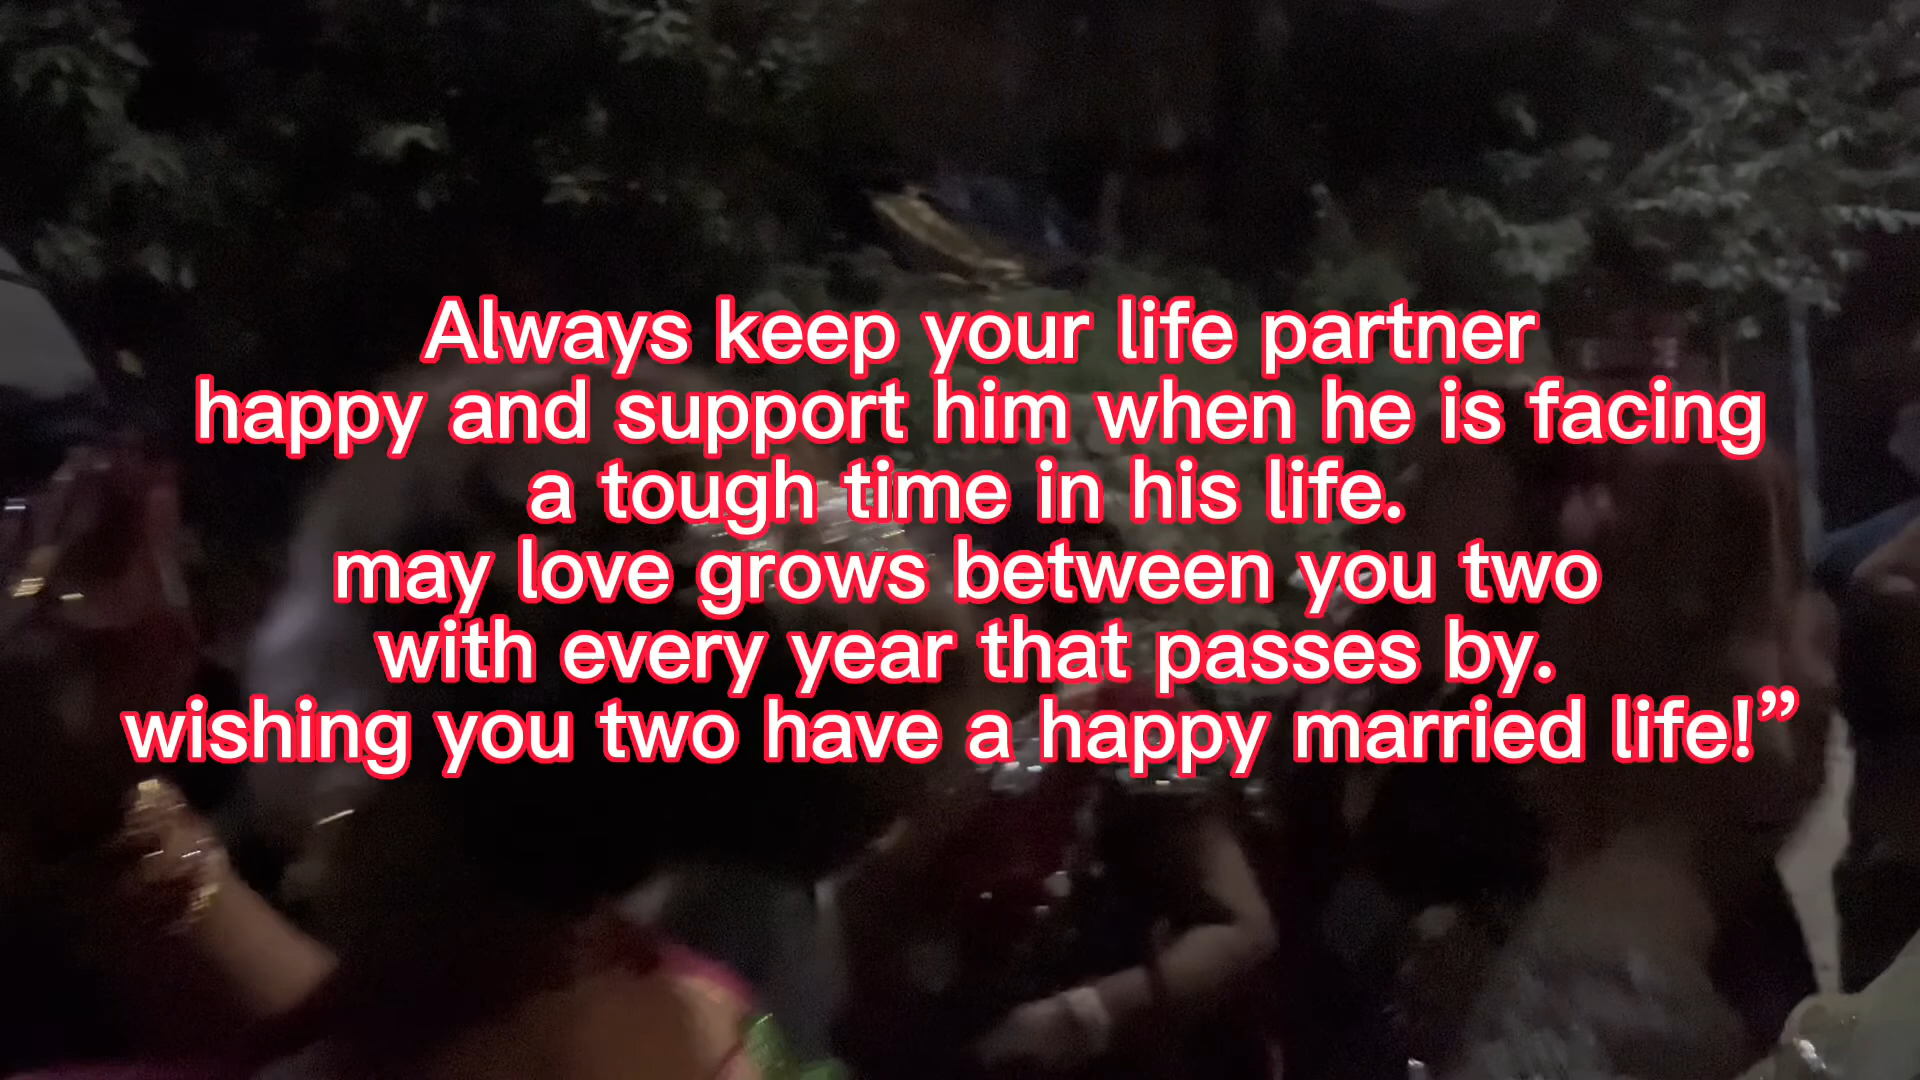 Always keep your life partner
happy and support him when he is facing
a tough time in his life.
may love grows between you two
with every year that passes by.
wishing you two have a happy married life!”